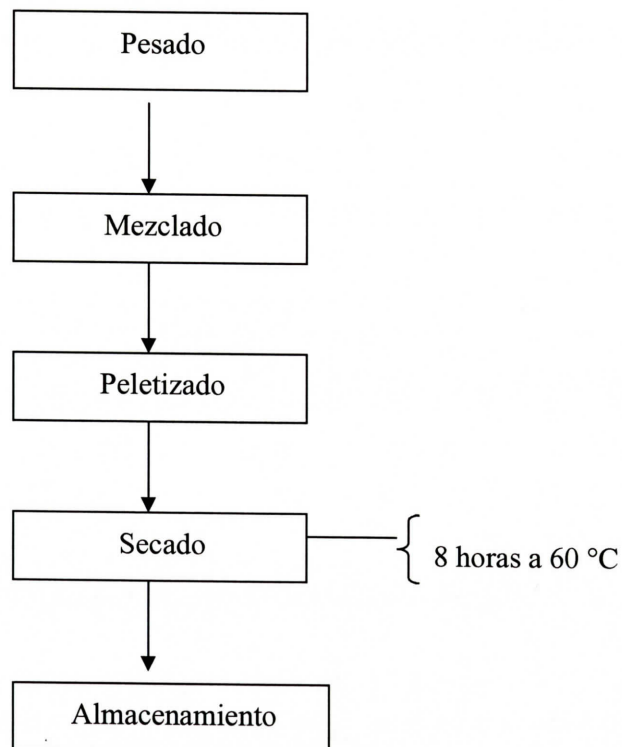 Pesado
Mezclado
Peletizado
Secado
8 horas a 60 °C
Almacenamiento